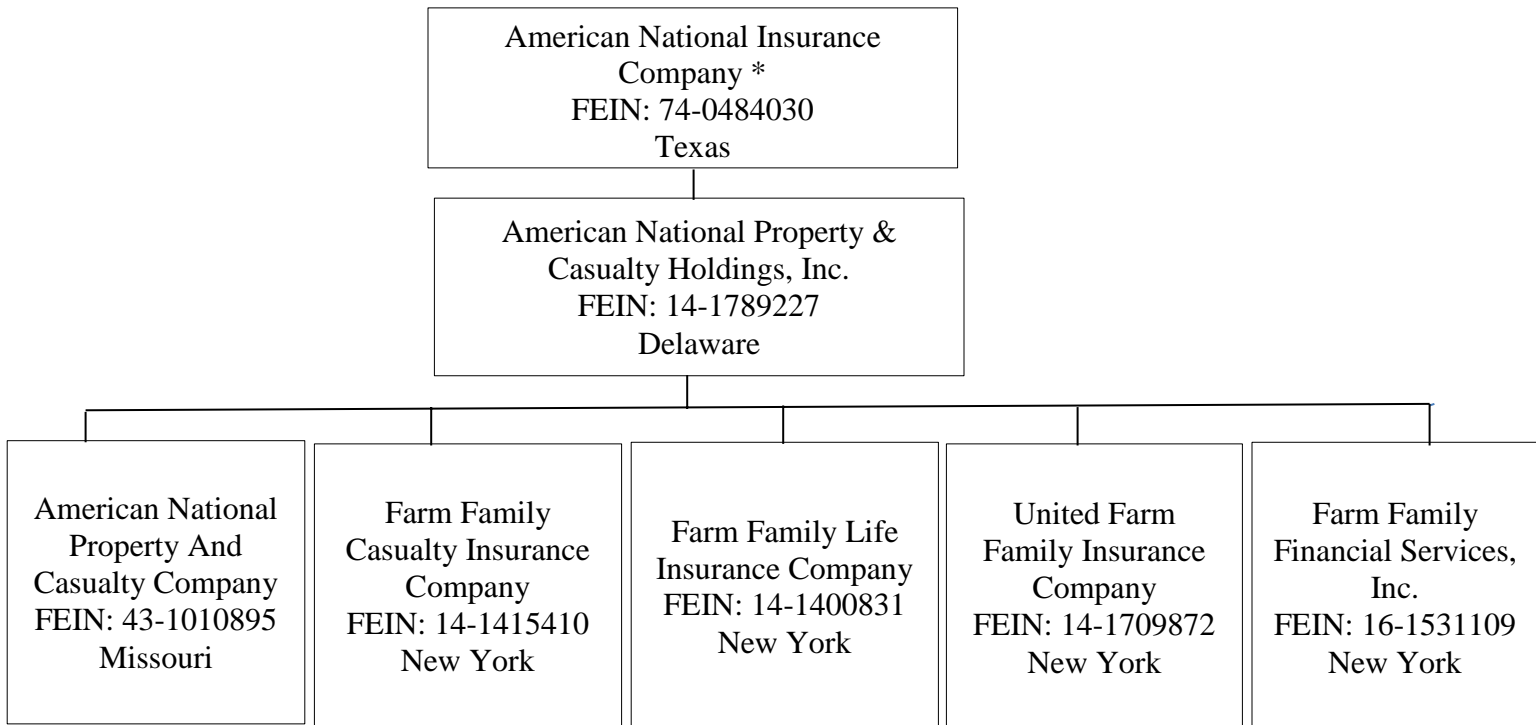 American National Insurance
Company *
FEIN: 74-0484030
Texas
American National Property &
Casualty Holdings, Inc.
FEIN: 14-1789227
Delaware
American National
Property And
Casualty Company
FEIN: 43-1010895
Missouri
Farm Family
Casualty Insurance
Company
FEIN: 14-1415410
New York
Farm Family Life
Insurance Company
FEIN: 14-1400831
New York
United Farm
Family Insurance
Company
FEIN: 14-1709872
New York
Farm Family
Financial Services,
Inc.
FEIN: 16-1531109
New York